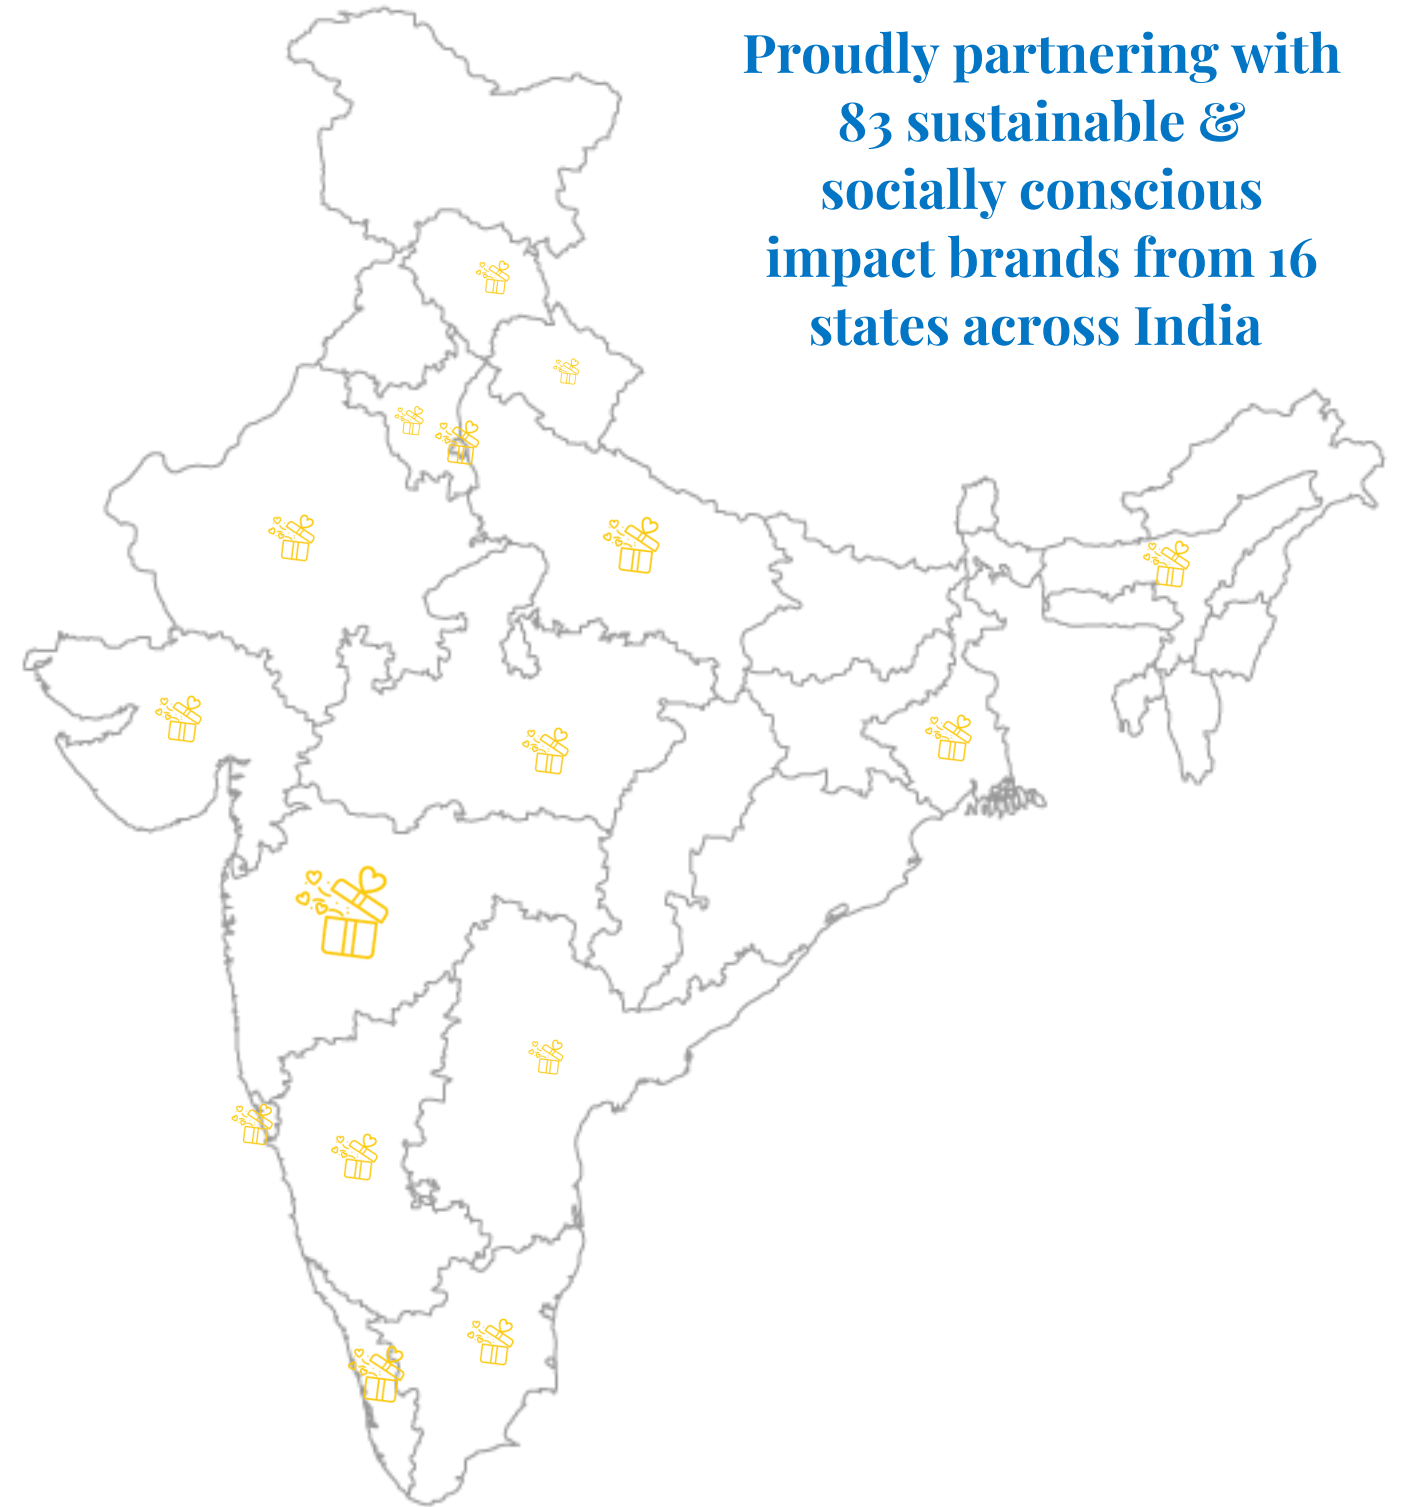 Proudly partnering with
83 sustainable &
socially conscious
impact brands from 16
states across India